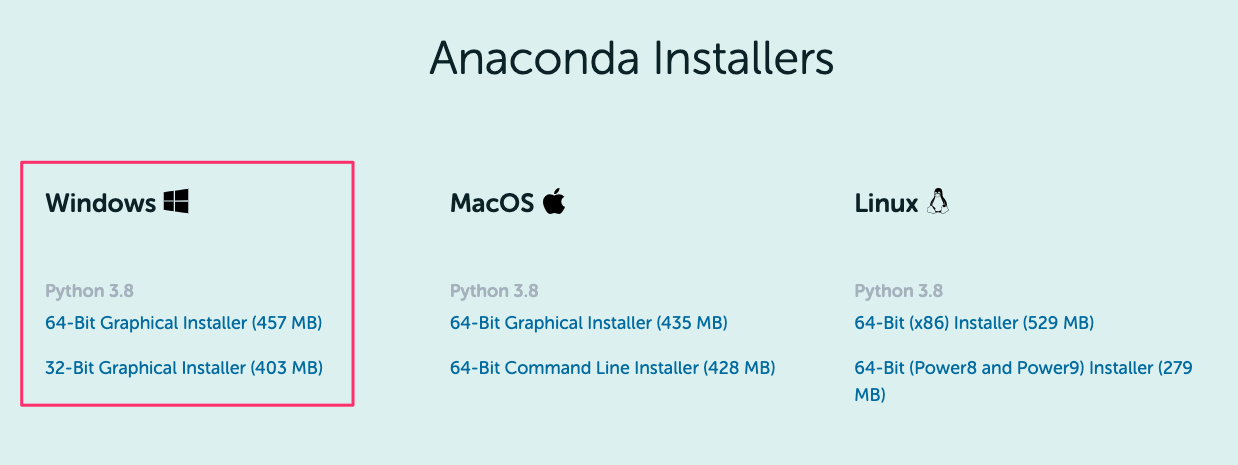 Anaconda Installers
Windows
Python 3.8
64-Bit Graphical Installer (457 MB)
32-Bit Graphical Installer (403 MB)
MacOS
Python 3.8
64-Bit Graphical Installer (435 MB)
64-Bit Command Line Installer (428 MB)
Linux
Python 3.8
64-Bit (x86) Installer (529 MB)
64-Bit (Power8 and Power9) Installer (279
MB)